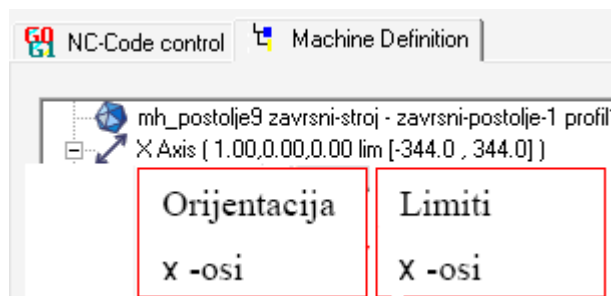 NC-Code control Machine Definition
mh_postolje9 zavrsni-stroj - zavrsni-postolje-1 profil1
X Axis ( 1.00,0.00,0.00 lim [-344.0 , 344.0] )
Orijentacija Limiti
x -osi X -osi